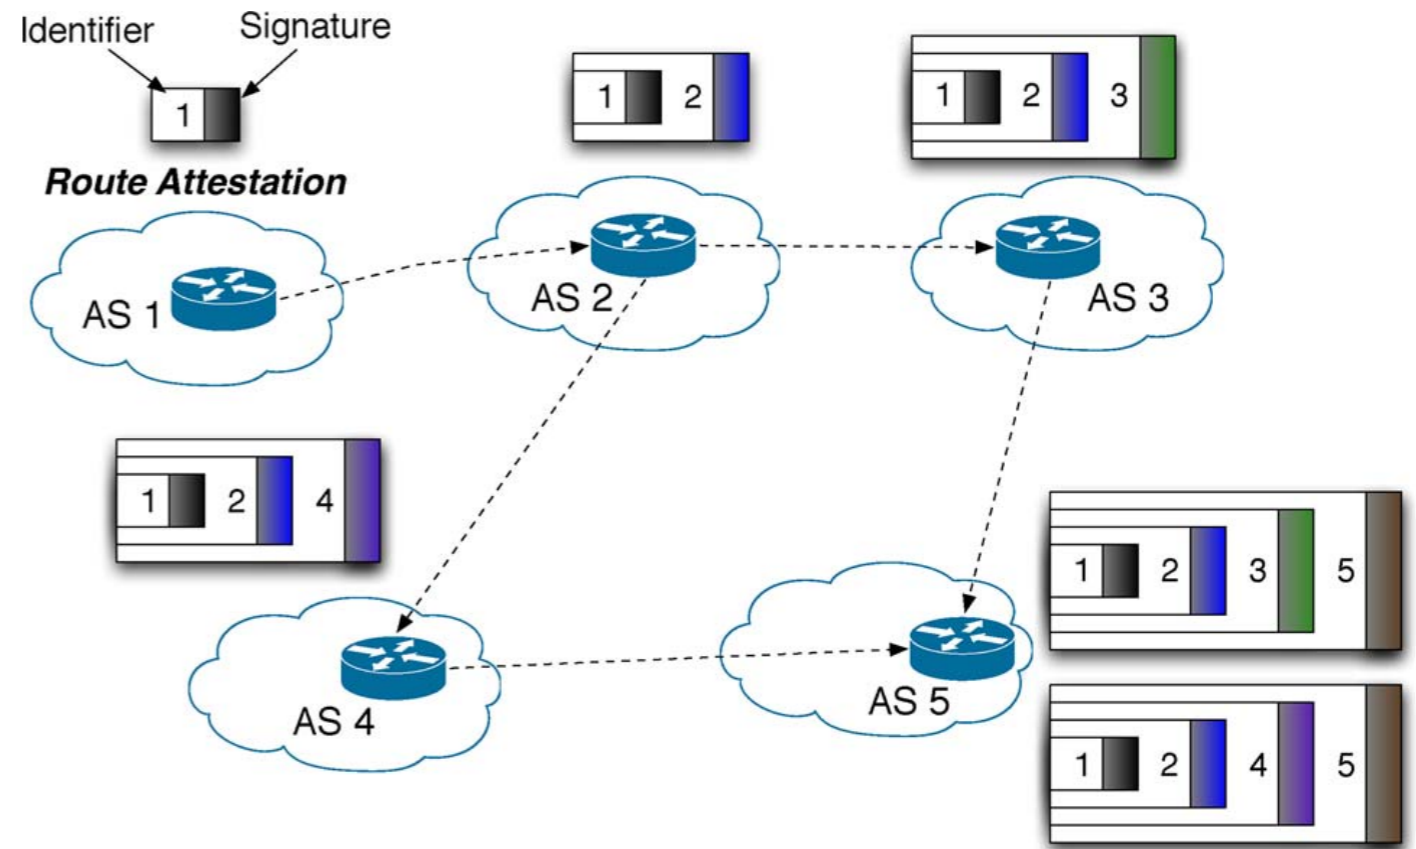 Identifier
Signature
1
Route Attestation
1 2
1 2 3
AS 1
AS 2
AS 3
1 2 4
AS 4
AS 5
1 2 3 5
1 2 4 5